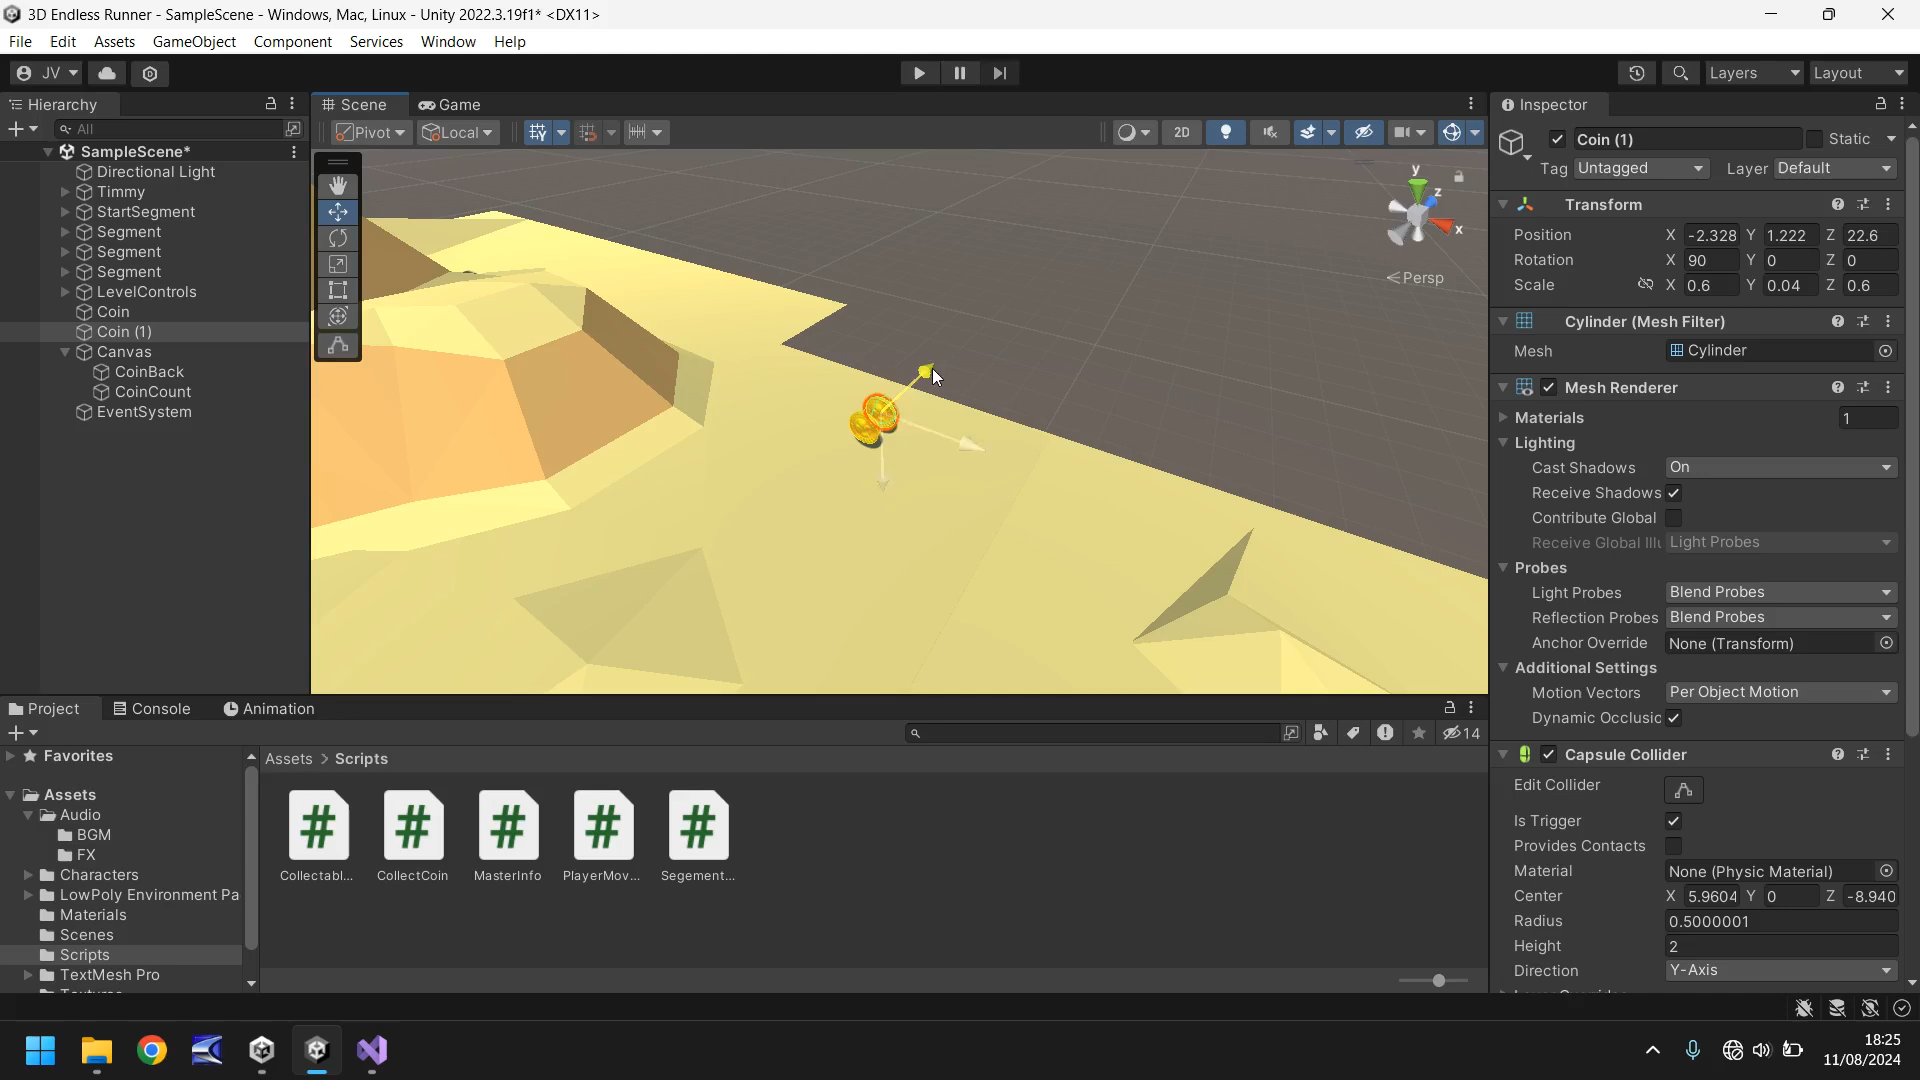 3D Endless Runner - SampleScene - Windows, Mac, Linux - Unity 2022.3.19f1* <DX11>
File Edit Assets GameObject Component Services Window Help
JV Layers Layout
Hierarchy
All
SampleScene*
Directional Light
Timmy
StartSegment
Segment
Segment
Segment
LevelControls
Coin
Coin (1)
Canvas
CoinBack
CoinCount
EventSystem
Scene Game
Pivot Local 2D
y
z
x
Persp
Inspector
Coin (1) Static
Tag Untagged Layer Default
Transform
Position X -2.328 Y 1.222 Z 22.6
Rotation X 90 Y 0 Z 0
Scale X 0.6 Y 0.04 Z 0.6
Cylinder (Mesh Filter)
Mesh Cylinder
Mesh Renderer
Materials 1
Lighting
Cast Shadows On
Receive Shadows
Contribute Global
Receive Global Illu Light Probes
Probes
Light Probes Blend Probes
Reflection Probes Blend Probes
Anchor Override None (Transform)
Additional Settings
Motion Vectors Per Object Motion
Dynamic Occlusic
Capsule Collider
Edit Collider
Is Trigger
Provides Contacts
Material None (Physic Material)
Center X 5.9604 Y 0 Z -8.940
Radius 0.5000001
Height 2
Direction Y-Axis
Project Console Animation
14
Favorites
Assets
Audio
BGM
FX
Characters
LowPoly Environment Pa
Materials
Scenes
Scripts
TextMesh Pro
Assets > Scripts
Collectabl... CollectCoin MasterInfo PlayerMov... Segement...
18:25
11/08/2024